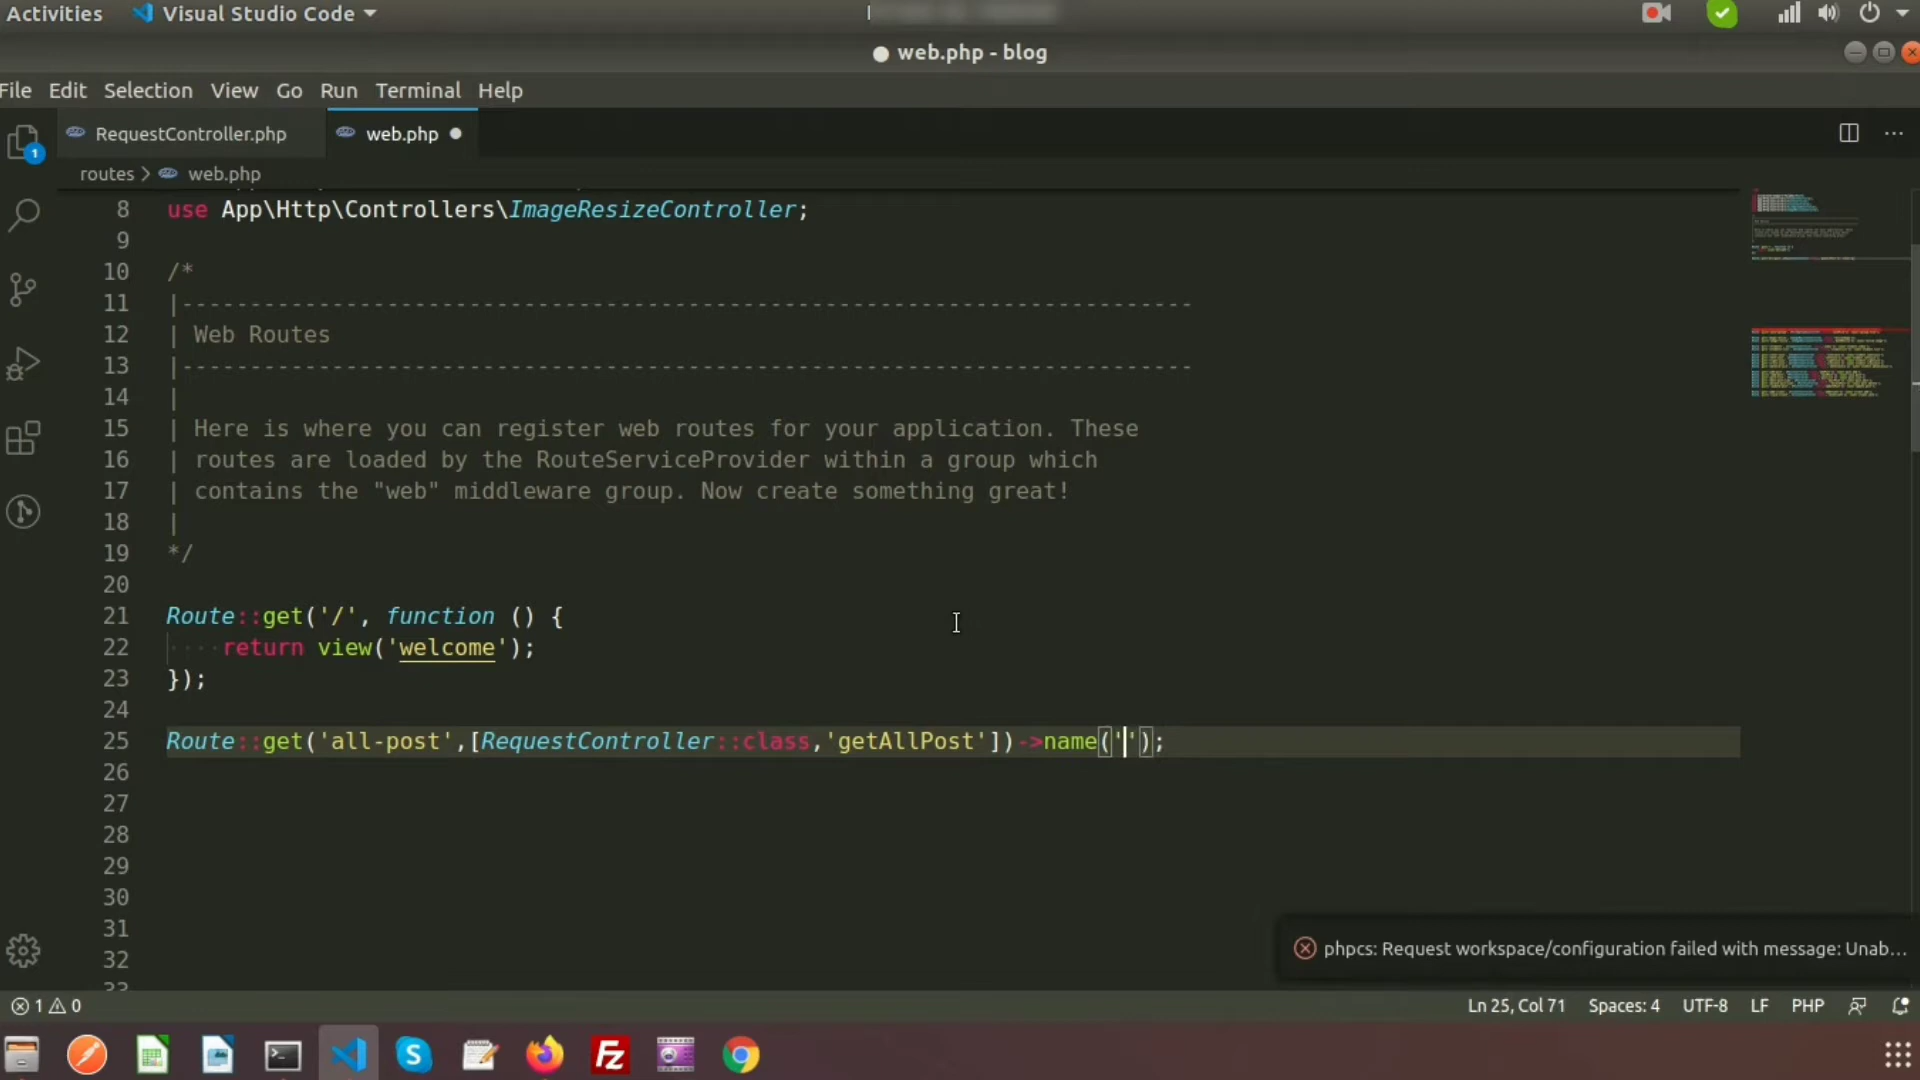 Activities Visual Studio Code
web.php - blog
File Edit Selection View Go Run Terminal Help
RequestController.php web.php
1
routes > web.php
8 use App\Http\Controllers\ImageResizeController;
9
10 /*
11 |--------------------------------------------------------------------------
12 | Web Routes
13 |--------------------------------------------------------------------------
14 |
15 | Here is where you can register web routes for your application. These
16 | routes are loaded by the RouteServiceProvider within a group which
17 | contains the "web" middleware group. Now create something great!
18 |
19 */
20
21 Route::get('/', function () {
22 ····return view('welcome');
23 });
24
25 Route::get('all-post',[RequestController::class,'getAllPost'])->name('');
26
27
28
29
30
31
32
33
phpcs: Request workspace/configuration failed with message: Unab...
1 0 Ln 25, Col 71 Spaces: 4 UTF-8 LF PHP
S Fz